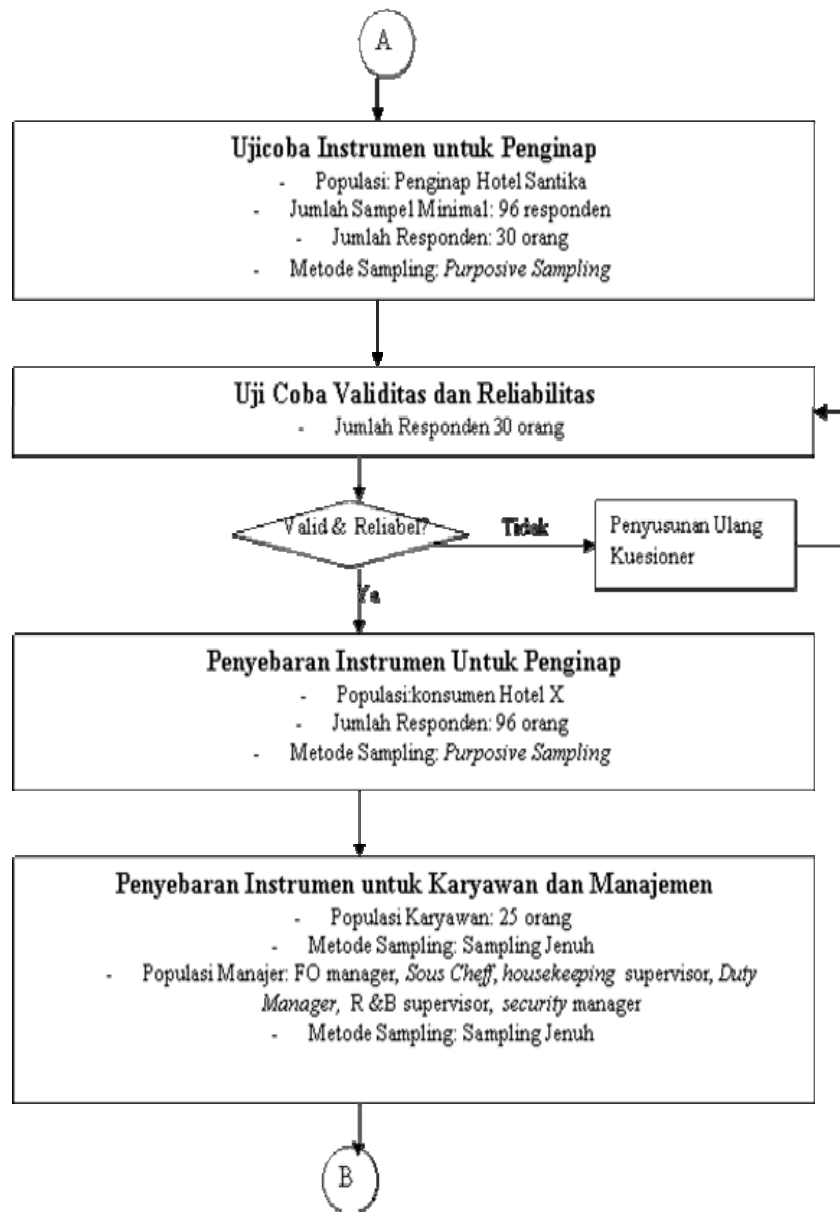 A
Ujicoba Instrumen untuk Penginap
- Populasi: Penginap Hotel Santika
- Jumlah Sampel Minimal: 96 responden
- Jumlah Responden: 30 orang
- Metode Sampling: Purposive Sampling
Uji Coba Validitas dan Reliabilitas
- Jumlah Responden 30 orang
Valid & Reliabel?
Tidak
Penyusunan Ulang
Kuesioner
Ya
Penyebaran Instrumen Untuk Penginap
- Populasi:konsumen Hotel X
- Jumlah Responden: 96 orang
- Metode Sampling: Purposive Sampling
Penyebaran Instrumen untuk Karyawan dan Manajemen
- Populasi Karyawan: 25 orang
- Metode Sampling: Sampling Jenuh
- Populasi Manajer: FO manager, Sous Cheff, housekeeping supervisor, Duty
Manager, R &B supervisor, security manager
- Metode Sampling: Sampling Jenuh
B